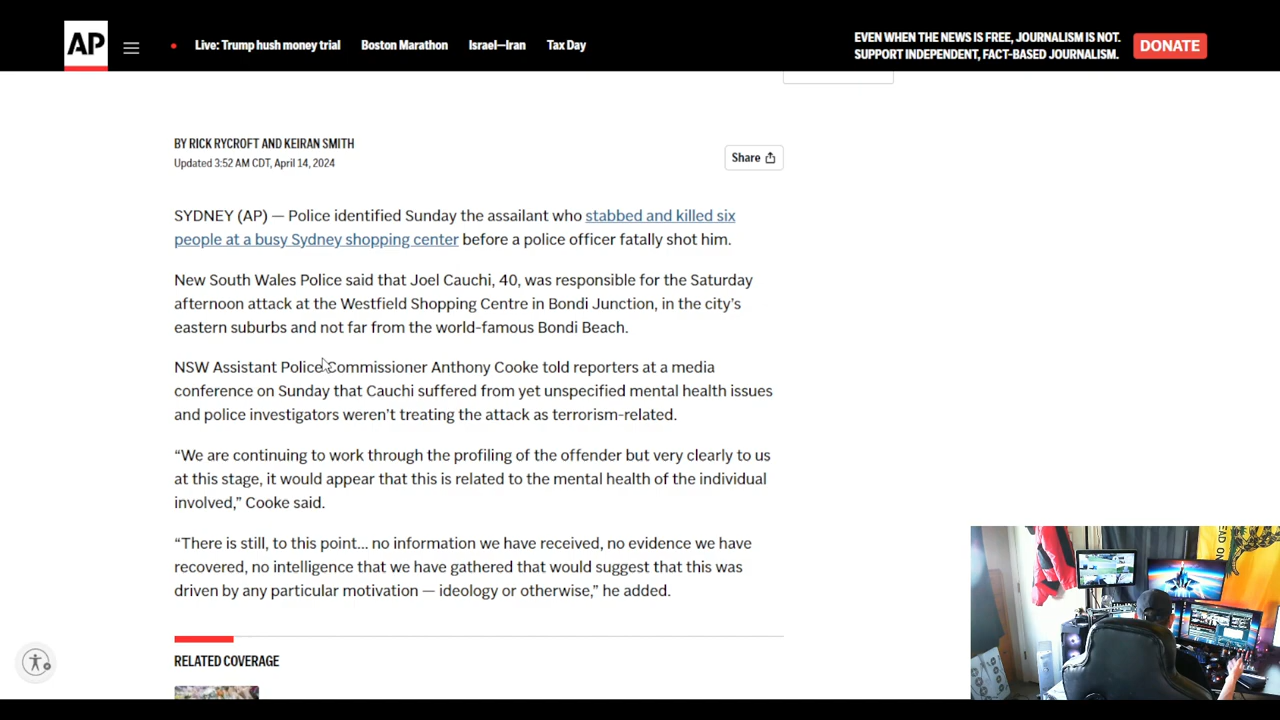 AP
Live: Trump hush money trial
Boston Marathon
Israel—Iran
Tax Day
EVEN WHEN THE NEWS IS FREE, JOURNALISM IS NOT.
SUPPORT INDEPENDENT, FACT-BASED JOURNALISM.
DONATE
BY RICK RYCROFT AND KEIRAN SMITH
Updated 3:52 AM CDT, April 14, 2024
Share
SYDNEY (AP) — Police identified Sunday the assailant who stabbed and killed six
people at a busy Sydney shopping center before a police officer fatally shot him.
New South Wales Police said that Joel Cauchi, 40, was responsible for the Saturday
afternoon attack at the Westfield Shopping Centre in Bondi Junction, in the city’s
eastern suburbs and not far from the world-famous Bondi Beach.
NSW Assistant Police Commissioner Anthony Cooke told reporters at a media
conference on Sunday that Cauchi suffered from yet unspecified mental health issues
and police investigators weren’t treating the attack as terrorism-related.
“We are continuing to work through the profiling of the offender but very clearly to us
at this stage, it would appear that this is related to the mental health of the individual
involved,” Cooke said.
“There is still, to this point... no information we have received, no evidence we have
recovered, no intelligence that we have gathered that would suggest that this was
driven by any particular motivation — ideology or otherwise,” he added.
RELATED COVERAGE
EAD ON